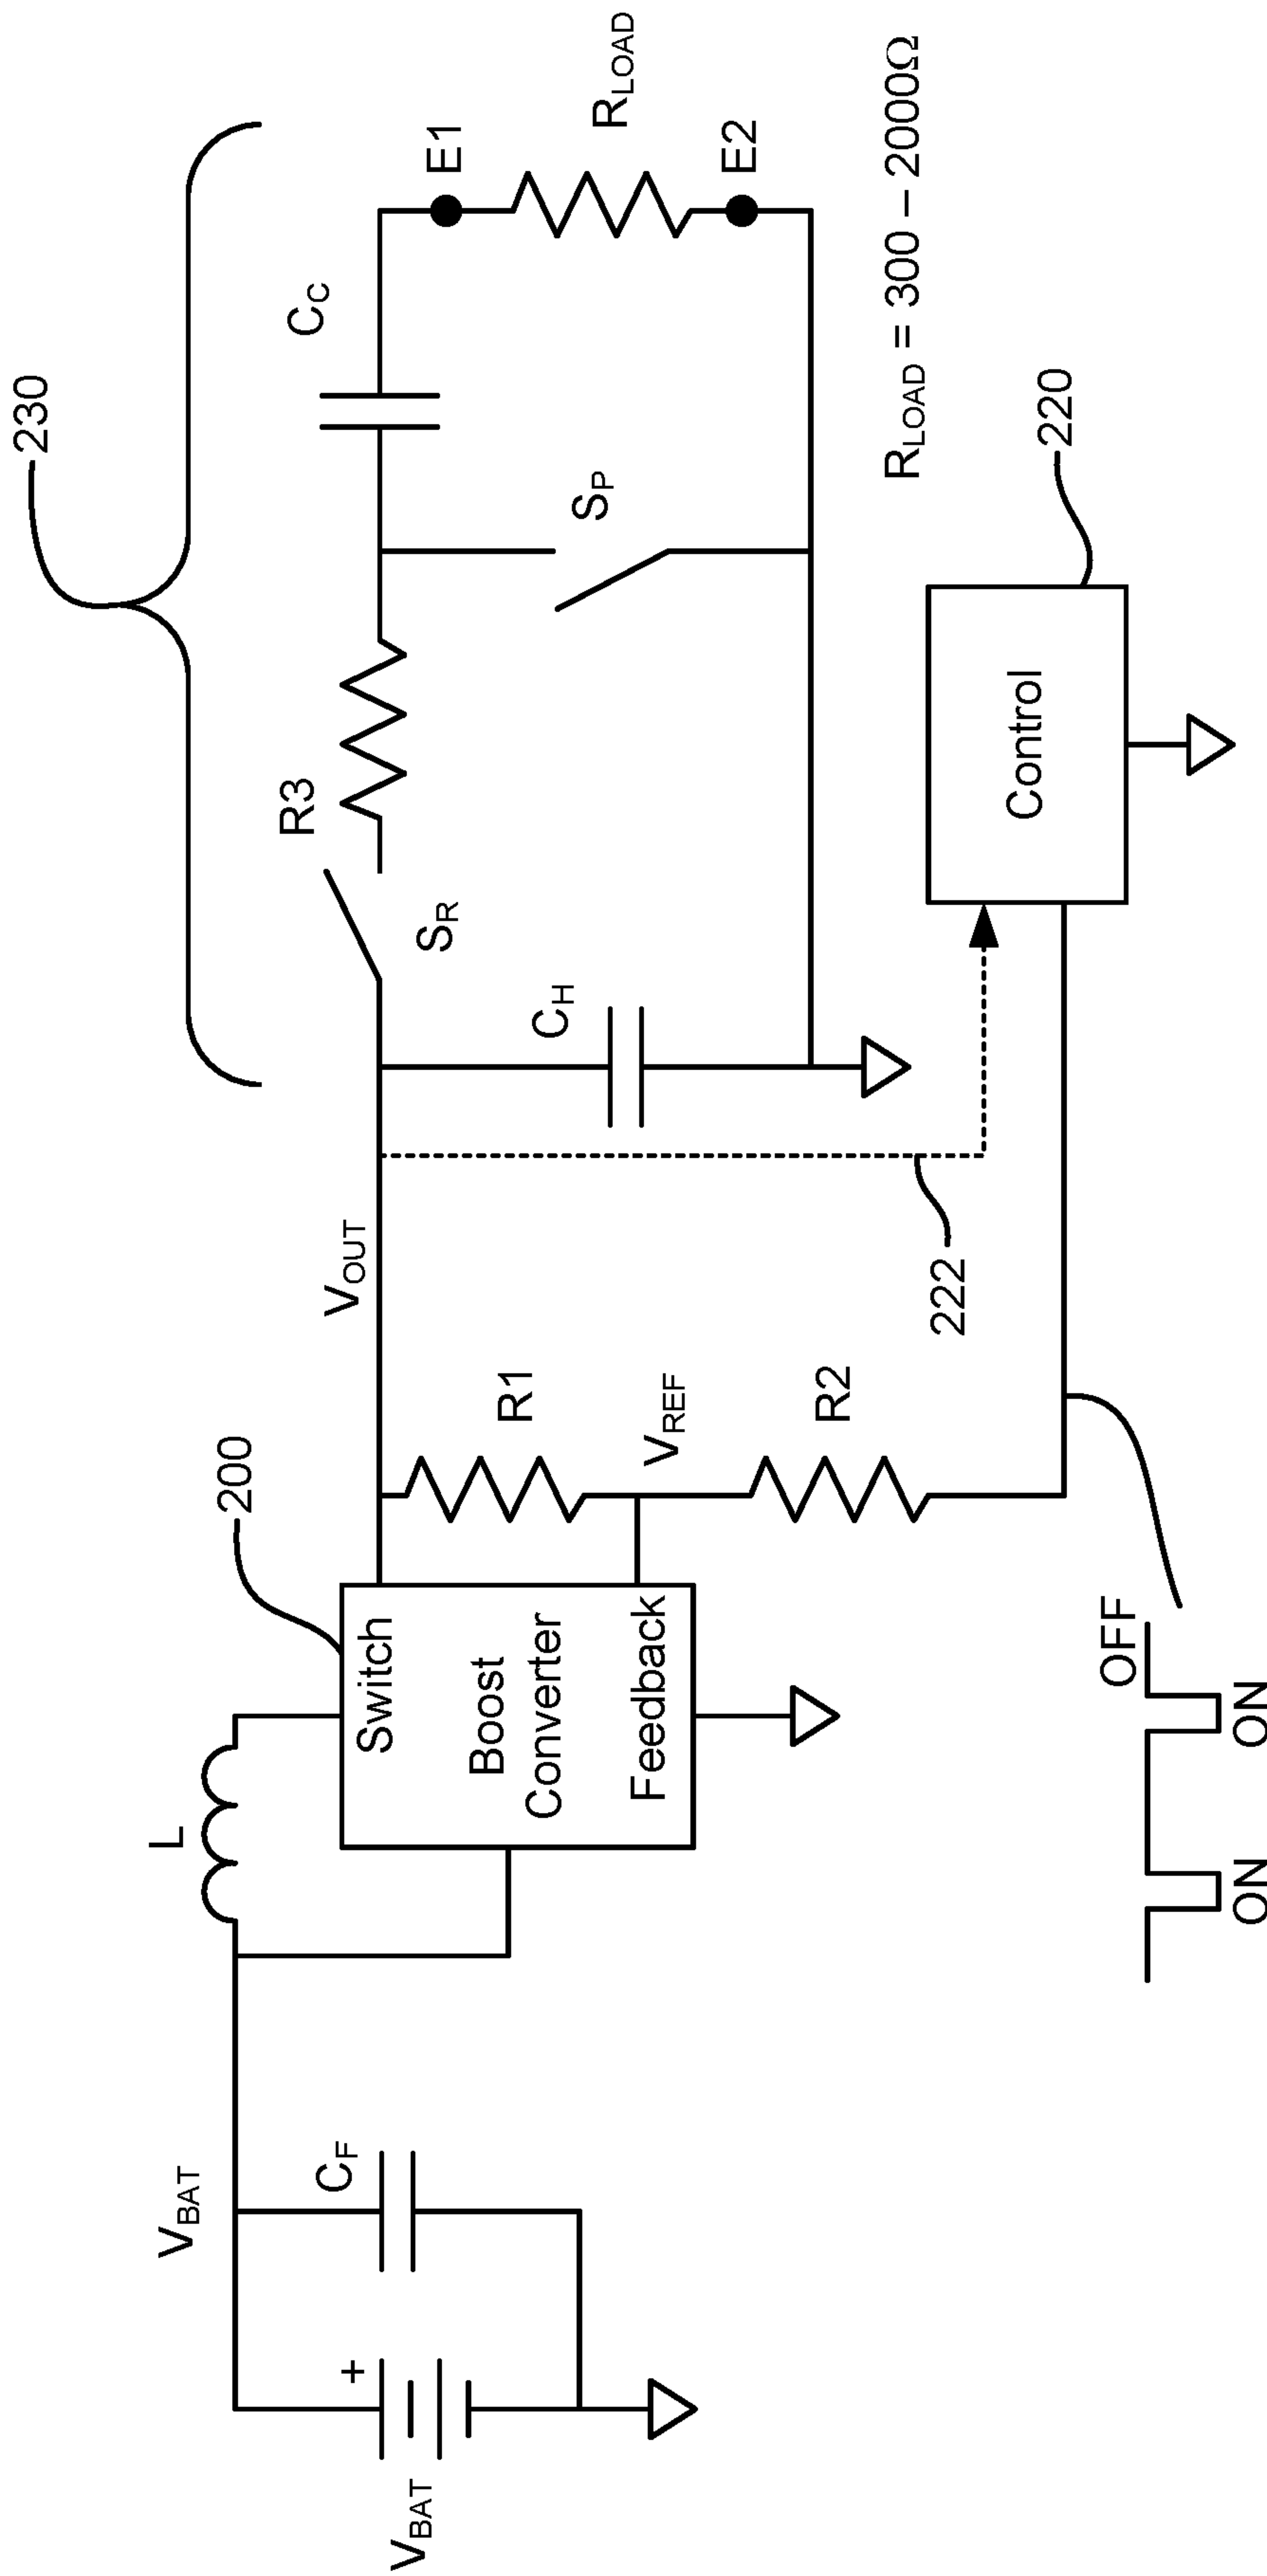 230
200
L
V_BAT
V_BAT
+
C_F
Switch
Boost
Converter
Feedback
V_OUT
R1
V_REF
R2
C_H
S_R
R3
S_P
C_C
E1
R_LOAD
E2
R_LOAD = 300 – 2000Ω
222
Control
220
OFF
ON
ON